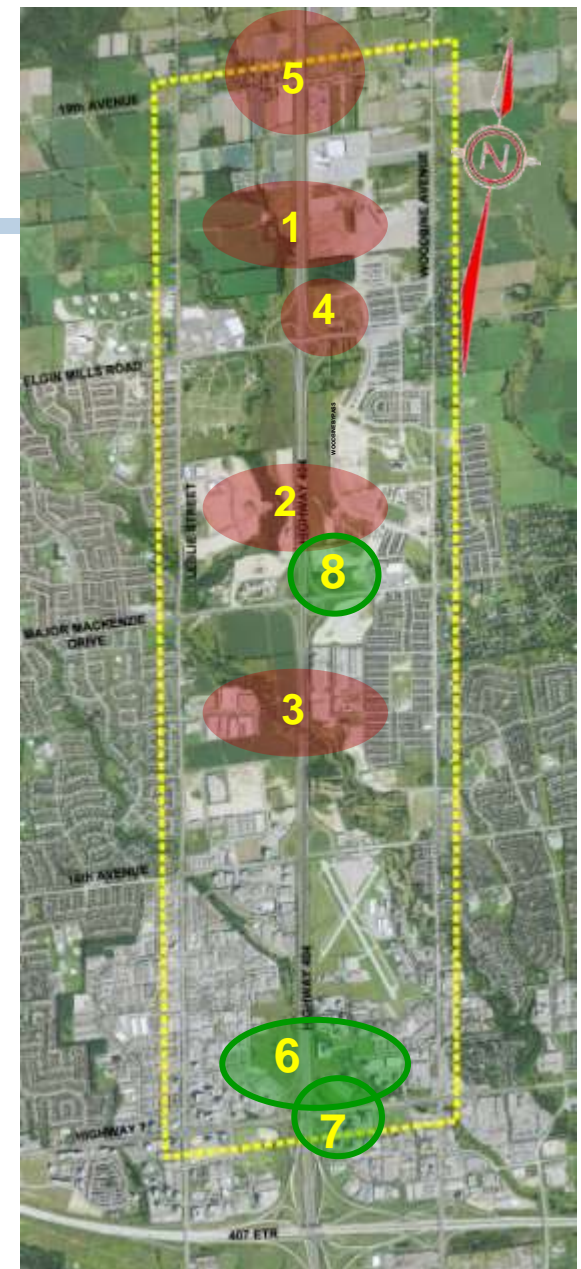 5
19th AVENUE
N
WOODBINE AVENUE
1
4
ELGIN MILLS ROAD
WOODBINE BYPASS
2
HIGHWAY 404
LESLIE STREET
8
MAJOR MACKENZIE
DRIVE
3
16th AVENUE
HIGHWAY 404
6
HIGHWAY 7
7
407 ETR